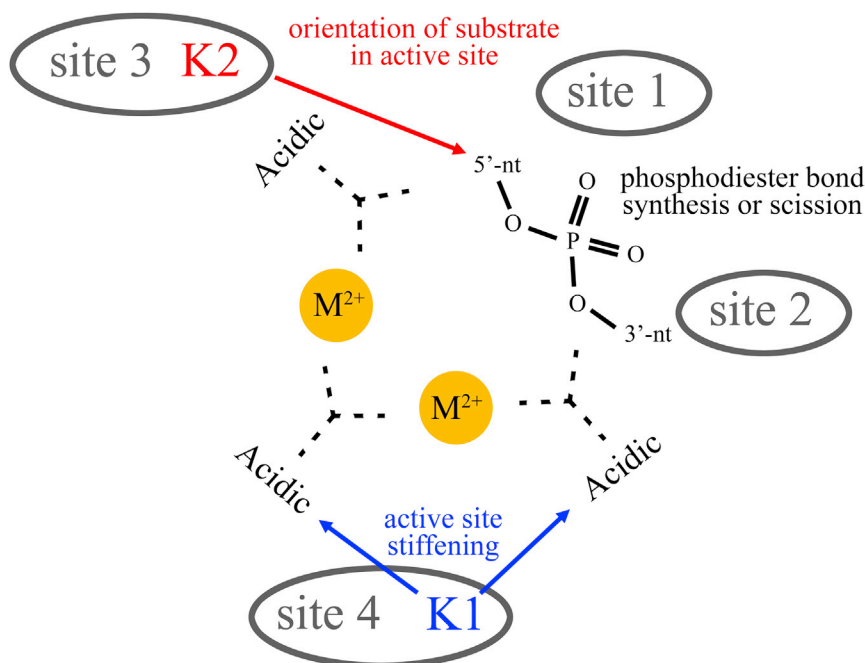 orientation of substrate
in active site
site 3 K2
site 1
Acidic
5’-nt
O
phosphodiester bond
synthesis or scission
O
P
O
M²⁺
O
site 2
3’-nt
M²⁺
Acidic
Acidic
active site
stiffening
site 4 K1